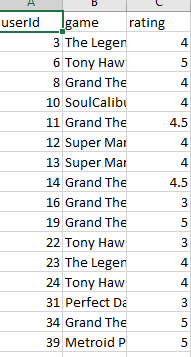 A B C
userId game rating
3 The Legen 4
6 Tony Haw 5
8 Grand The 4
10 SoulCalibu 4
11 Grand The 4.5
12 Super Mar 4
13 Super Mar 4
14 Grand The 4.5
16 Grand The 3
19 Grand The 5
22 Tony Haw 3
23 The Legen 4
24 Tony Haw 4
31 Perfect Da 3
34 Grand The 5
39 Metroid P 5